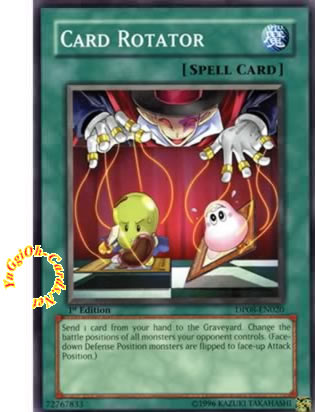 CARD ROTATOR
[SPELL CARD]
YuGgiOh-Cards.Net
1st Edition
DP04-EN020
Send 1 card from your hand to the Graveyard. Change the
battle positions of all monsters your opponent controls. (Face-
down Defense Position monsters are flipped to face-up Attack
Position.)
72767833
©1996 KAZUKI TAKAHASHI